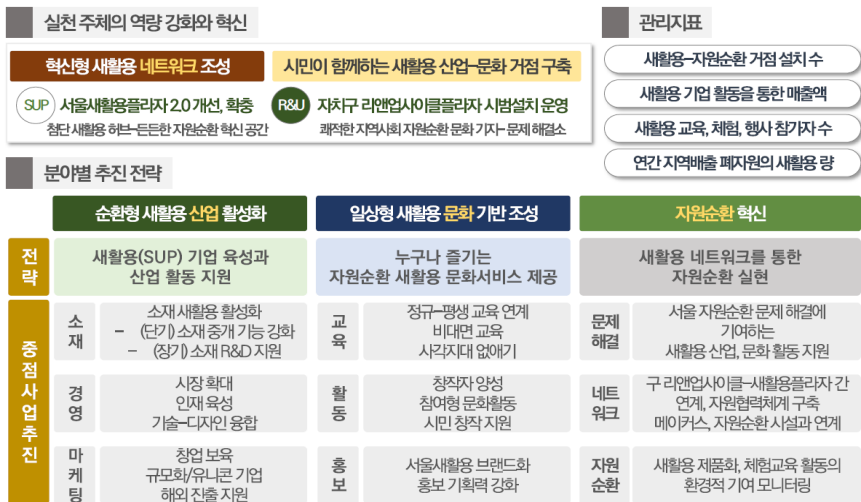 실천 주체의 역량 강화와 혁신
혁신형 새활용 네트워크 조성
SUP 서울새활용플라자 2.0 개선, 확충
첨단 새활용 허브-든든한 자원순환 혁신 공간
시민이 함께하는 새활용 산업-문화 거점 구축
R&U 자치구 리앤업사이클플라자 시범설치 운영
쾌적한 지역사회 자원순환 문화 기지- 문제 해결소
관리지표
새활용-자원순환 거점 설치 수
새활용 기업 활동을 통한 매출액
새활용 교육, 체험, 행사 참가자 수
연간 지역배출 폐자원의 새활용 량
분야별 추진 전략
순환형 새활용 산업 활성화
일상형 새활용 문화 기반 조성
자원순환 혁신
전략
새활용(SUP) 기업 육성과
산업 활동 지원
누구나 즐기는
자원순환 새활용 문화서비스 제공
새활용 네트워크를 통한
자원순환 실현
중점사업추진
소재
소재 새활용 활성화
- (단기) 소재 중개 기능 강화
- (장기) 소재 R&D 지원
교육
정규-평생 교육 연계
비대면 교육
사각지대 없애기
문제
해결
서울 자원순환 문제 해결에
기여하는
새활용 산업, 문화 활동 지원
경영
시장 확대
인재 육성
기술-디자인 융합
활동
창작자 양성
참여형 문화활동
시민 창작 지원
네트
워크
구 리앤업사이클-새활용플라자 간
연계, 자원협력체계 구축
메이커스, 자원순환 시설과 연계
마케팅
창업 보육
규모화/유니콘 기업
해외 진출 지원
홍보
서울새활용 브랜드화
홍보 기획력 강화
자원
순환
새활용 제품화, 체험교육 활동의
환경적 기여 모니터링